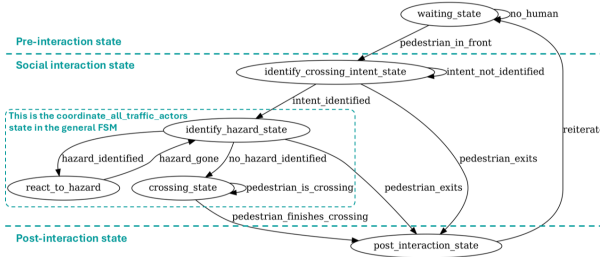 waiting_state
no_human
Pre-interaction state
pedestrian_in_front
Social interaction state
identify_crossing_intent_state
intent_not_identified
intent_identified
This is the coordinate_all_traffic_actors
state in the general FSM
identify_hazard_state
reiterate
hazard_identified
hazard_gone
no_hazard_identified
pedestrian_exits
react_to_hazard
crossing_state
pedestrian_is_crossing
pedestrian_exits
pedestrian_finishes_crossing
Post-interaction state
post_interaction_state